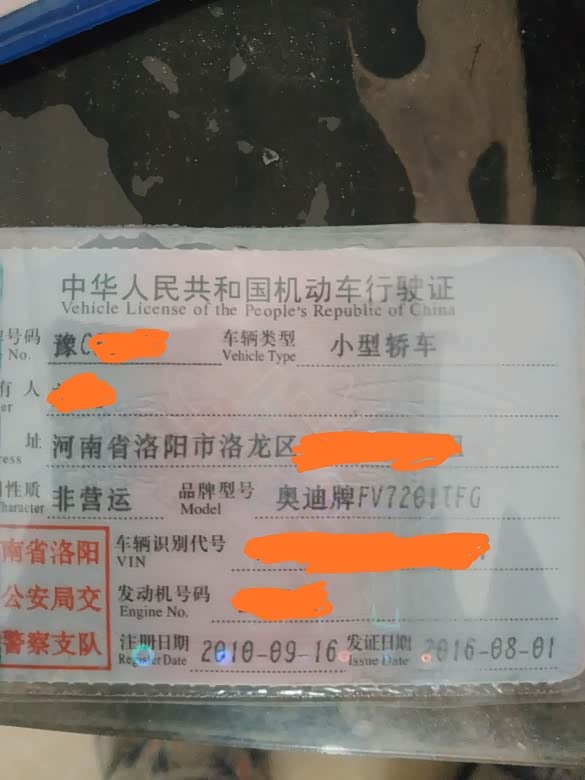 中华人民共和国机动车行驶证
Vehicle License of the People's Republic of China
号码 豫C 车辆类型 小型轿车
No. Vehicle Type
有人
er
址 河南省洛阳市洛龙区
ress
性质 非营运 品牌型号 奥迪牌FV7201TFG
haracter Model
南省洛阳 车辆识别代号
VIN
公安局交 发动机号码
Engine No.
警察支队 注册日期 2010-09-16 发证日期 2016-08-01
Register Date Issue Date